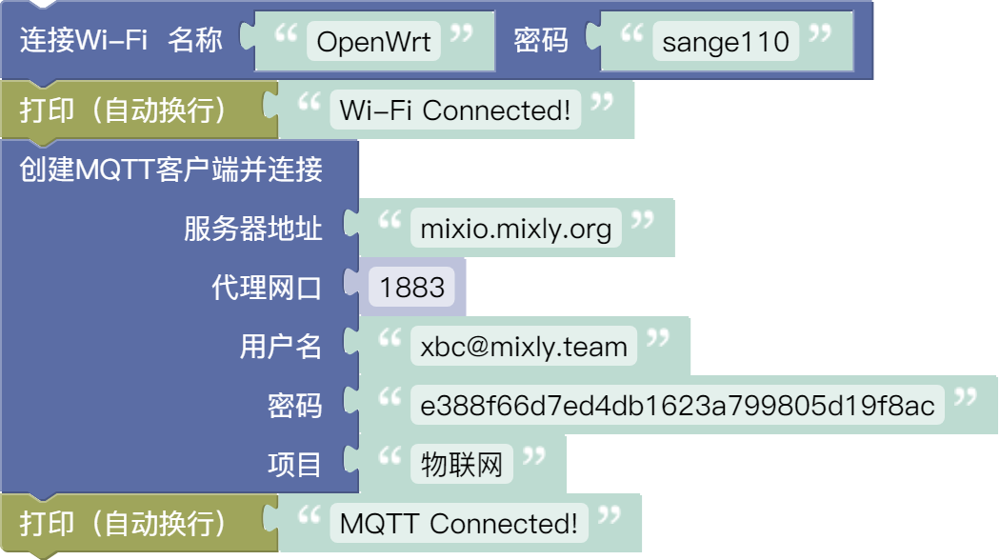 连接Wi-Fi 名称 “ OpenWrt ” 密码 “ sange110 ”
打印（自动换行） “ Wi-Fi Connected! ”
创建MQTT客户端并连接
服务器地址 “ mixio.mixly.org ”
代理网口 1883
用户名 “ xbc@mixly.team ”
密码 “ e388f66d7ed4db1623a799805d19f8ac ”
项目 “ 物联网 ”
打印（自动换行） “ MQTT Connected! ”